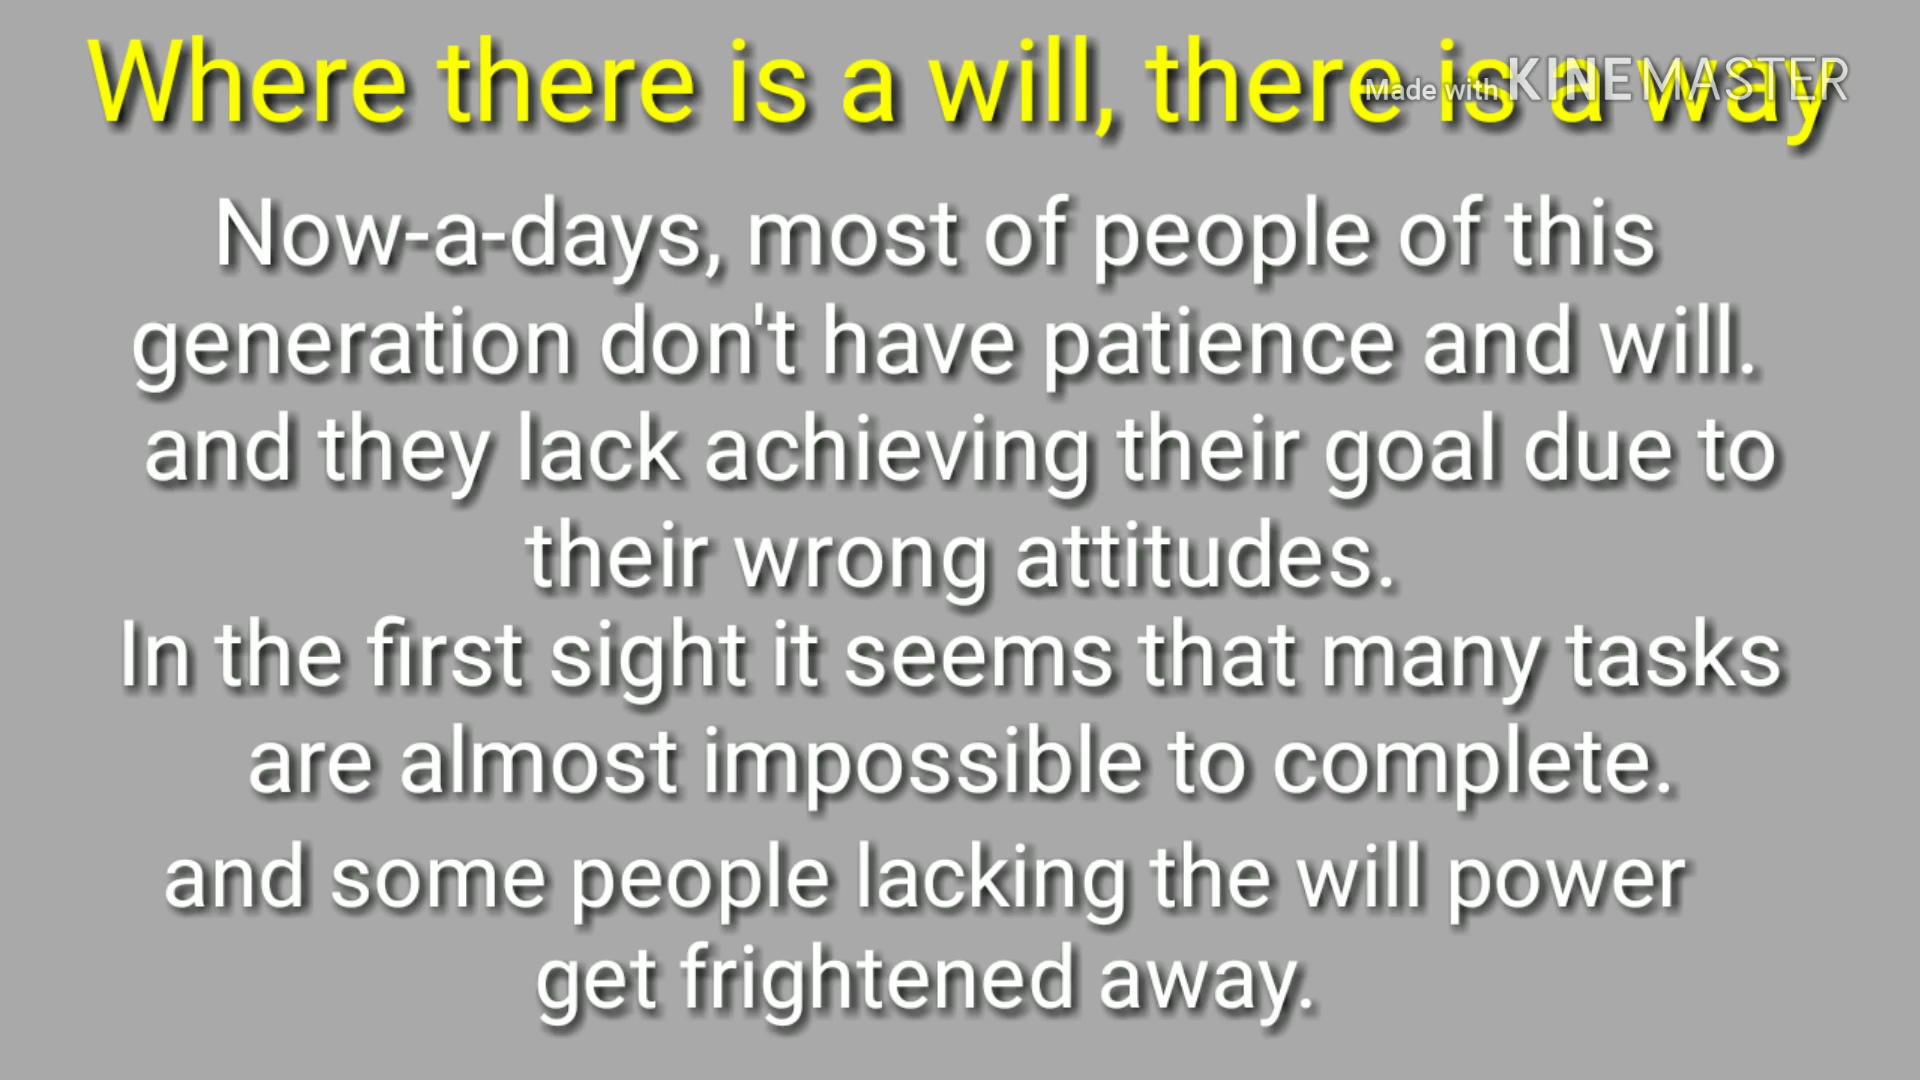 Where there is a will, there is a way
Made with KINEMASTER
Now-a-days, most of people of this
generation don't have patience and will.
and they lack achieving their goal due to
their wrong attitudes.
In the first sight it seems that many tasks
are almost impossible to complete.
and some people lacking the will power
get frightened away.